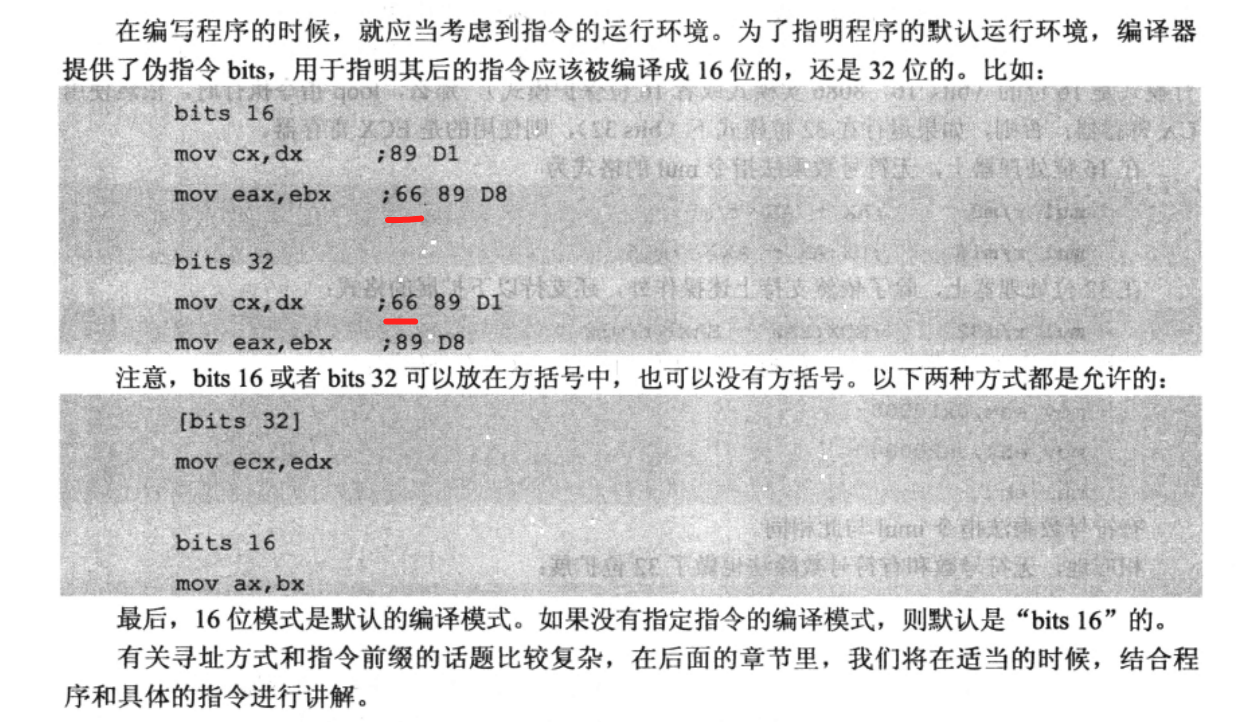 在编写程序的时候，就应当考虑到指令的运行环境。为了指明程序的默认运行环境，编译器
提供了伪指令 bits，用于指明其后的指令应该被编译成 16 位的，还是 32 位的。比如：
bits 16
mov cx,dx ;89 D1
mov eax,ebx ;66 89 D8
bits 32
mov cx,dx ;66 89 D1
mov eax,ebx ;89 D8
注意，bits 16 或者 bits 32 可以放在方括号中，也可以没有方括号。以下两种方式都是允许的：
[bits 32]
mov ecx,edx
bits 16
mov ax,bx
最后，16 位模式是默认的编译模式。如果没有指定指令的编译模式，则默认是“bits 16”的。
有关寻址方式和指令前缀的话题比较复杂，在后面的章节里，我们将在适当的时候，结合程
序和具体的指令进行讲解。